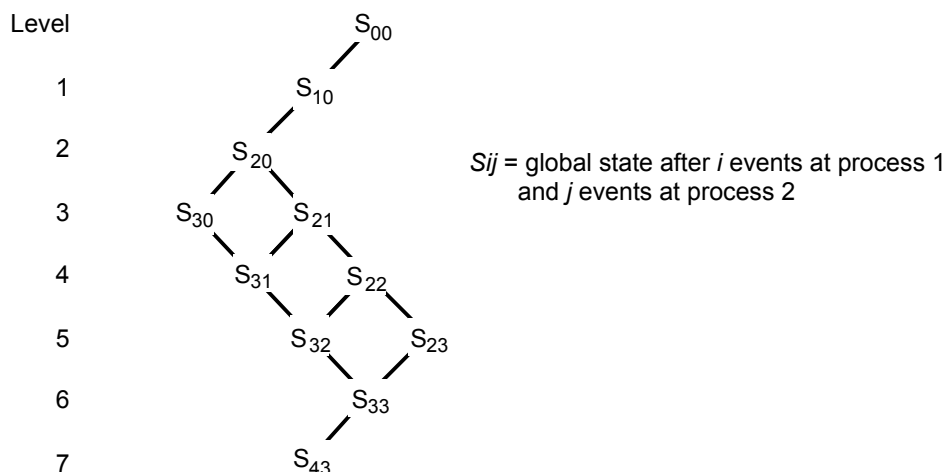 Level S00
1 S10
2 S20
Sij = global state after i events at process 1
and j events at process 2
3 S30 S21
4 S31 S22
5 S32 S23
6 S33
7 S43